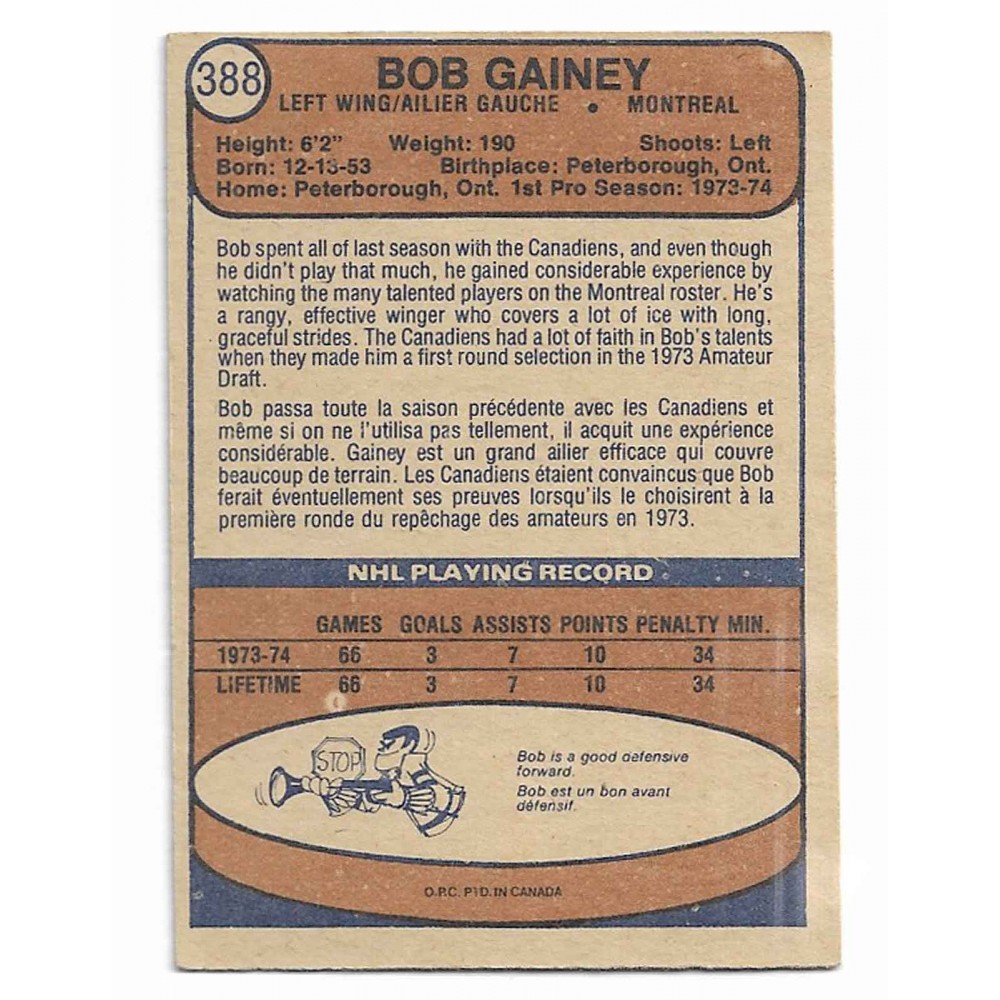 388
BOB GAINEY
LEFT WING/AILIER GAUCHE • MONTREAL
Height: 6'2" Weight: 190 Shoots: Left
Born: 12-13-53 Birthplace: Peterborough, Ont.
Home: Peterborough, Ont. 1st Pro Season: 1973-74
Bob spent all of last season with the Canadiens, and even though
he didn't play that much, he gained considerable experience by
watching the many talented players on the Montreal roster. He's
a rangy, effective winger who covers a lot of ice with long,
graceful strides. The Canadiens had a lot of faith in Bob's talents
when they made him a first round selection in the 1973 Amateur
Draft.
Bob passa toute la saison précédente avec les Canadiens et
même si on ne l'utilisa pas tellement, il acquit une expérience
considérable. Gainey est un grand ailier efficace qui couvre
beaucoup de terrain. Les Canadiens étaient convaincus que Bob
ferait éventuellement ses preuves lorsqu'ils le choisirent à la
première ronde du repêchage des amateurs en 1973.
NHL PLAYING RECORD
GAMES GOALS ASSISTS POINTS PENALTY MIN.
1973-74 66 3 7 10 34
LIFETIME 66 3 7 10 34
STOP
Bob is a good defensive
forward.
Bob est un bon avant
défensif.
O.P.C. PTD. IN CANADA